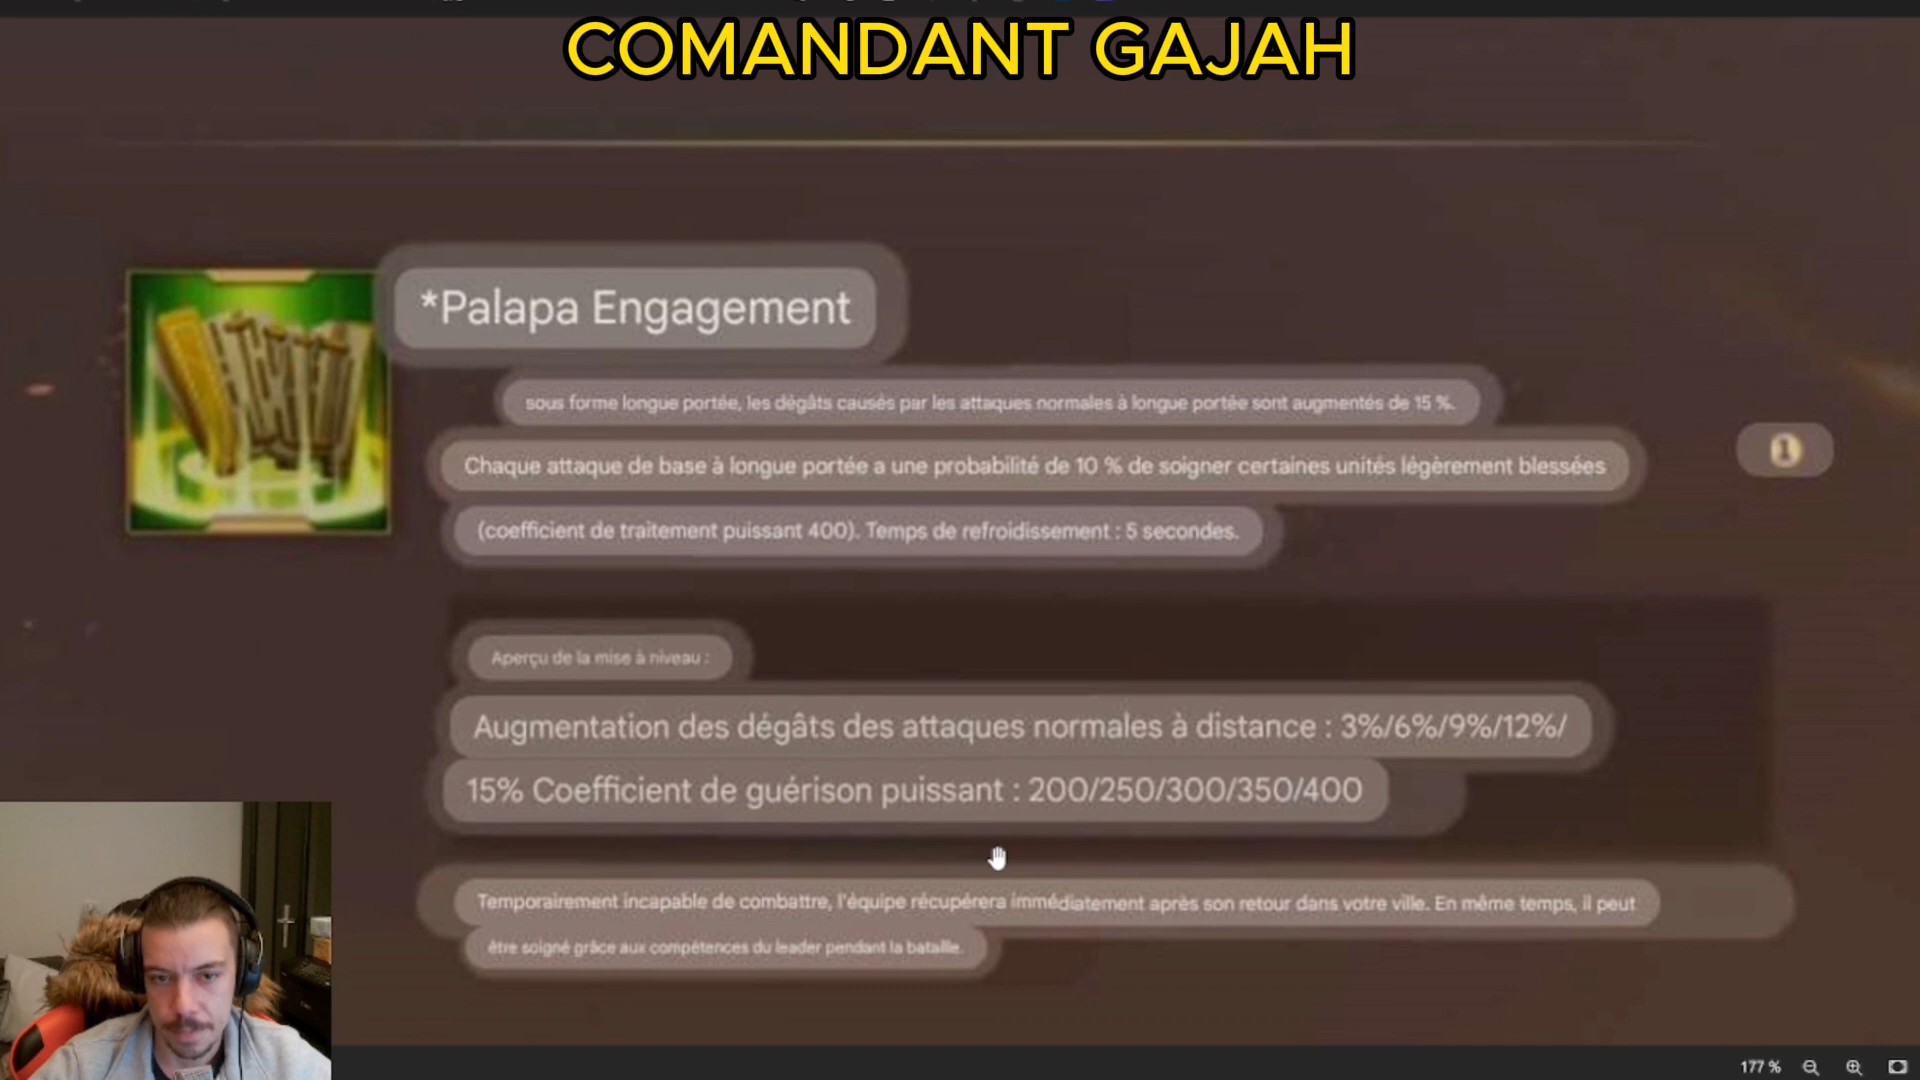 COMANDANT GAJAH
*Palapa Engagement
sous forme longue portée, les dégâts causés par les attaques normales à longue portée sont augmentés de 15 %.
Chaque attaque de base à longue portée a une probabilité de 10 % de soigner certaines unités légèrement blessées
1
(coefficient de traitement puissant 400). Temps de refroidissement : 5 secondes.
Aperçu de la mise à niveau :
Augmentation des dégâts des attaques normales à distance : 3%/6%/9%/12%/
15% Coefficient de guérison puissant : 200/250/300/350/400
Temporairement incapable de combattre, l'équipe récupérera immédiatement après son retour dans votre ville. En même temps, il peut
être soigné grâce aux compétences du leader pendant la bataille.
177 %